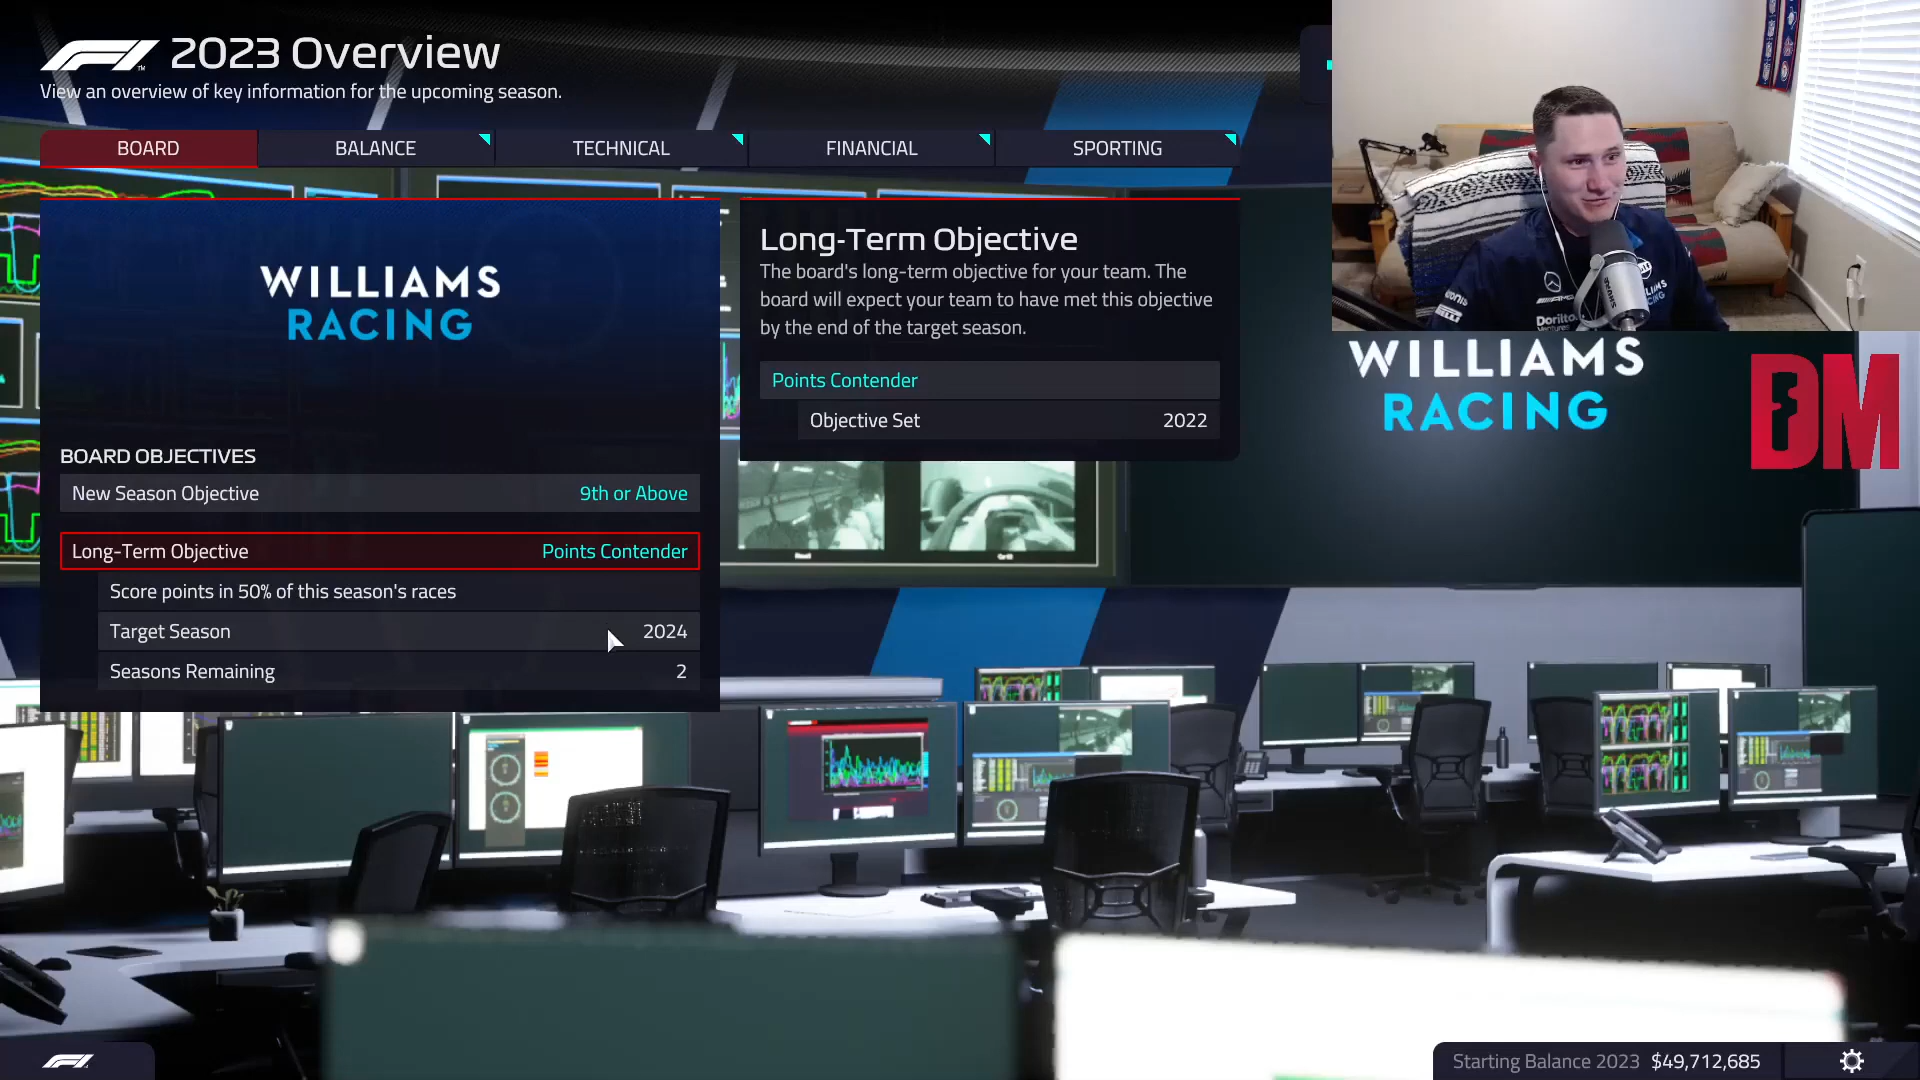 F1 2023 Overview
View an overview of key information for the upcoming season.
BOARD
BALANCE
TECHNICAL
FINANCIAL
SPORTING
WILLIAMS
RACING
BOARD OBJECTIVES
New Season Objective 9th or Above
Long-Term Objective Points Contender
Score points in 50% of this season's races
Target Season 2024
Seasons Remaining 2
Long-Term Objective
The board's long-term objective for your team. The
board will expect your team to have met this objective
by the end of the target season.
Points Contender
Objective Set 2022
WILLIAMS
RACING
DM
Starting Balance 2023 $49,712,685